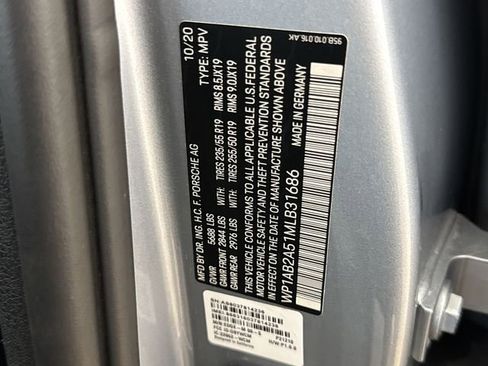 958.010.016.AK
10/20
TYPE: MPV
MFD BY DR. ING. H.C. F. PORSCHE AG
GVWR 5688 LBS
GAWR FRONT 2844 LBS TIRES 235/55 R19 RIMS 8.5JX19
GAWR REAR 2976 LBS TIRES 255/50 R19 RIMS 9.0JX19
THIS VEHICLE CONFORMS TO ALL APPLICABLE U.S. FEDERAL
MOTOR VEHICLE SAFETY AND THEFT PREVENTION STANDARDS
IN EFFECT ON THE DATE OF MANUFACTURE SHOWN ABOVE
WP1AB2A51MLB31686 MADE IN GERMANY